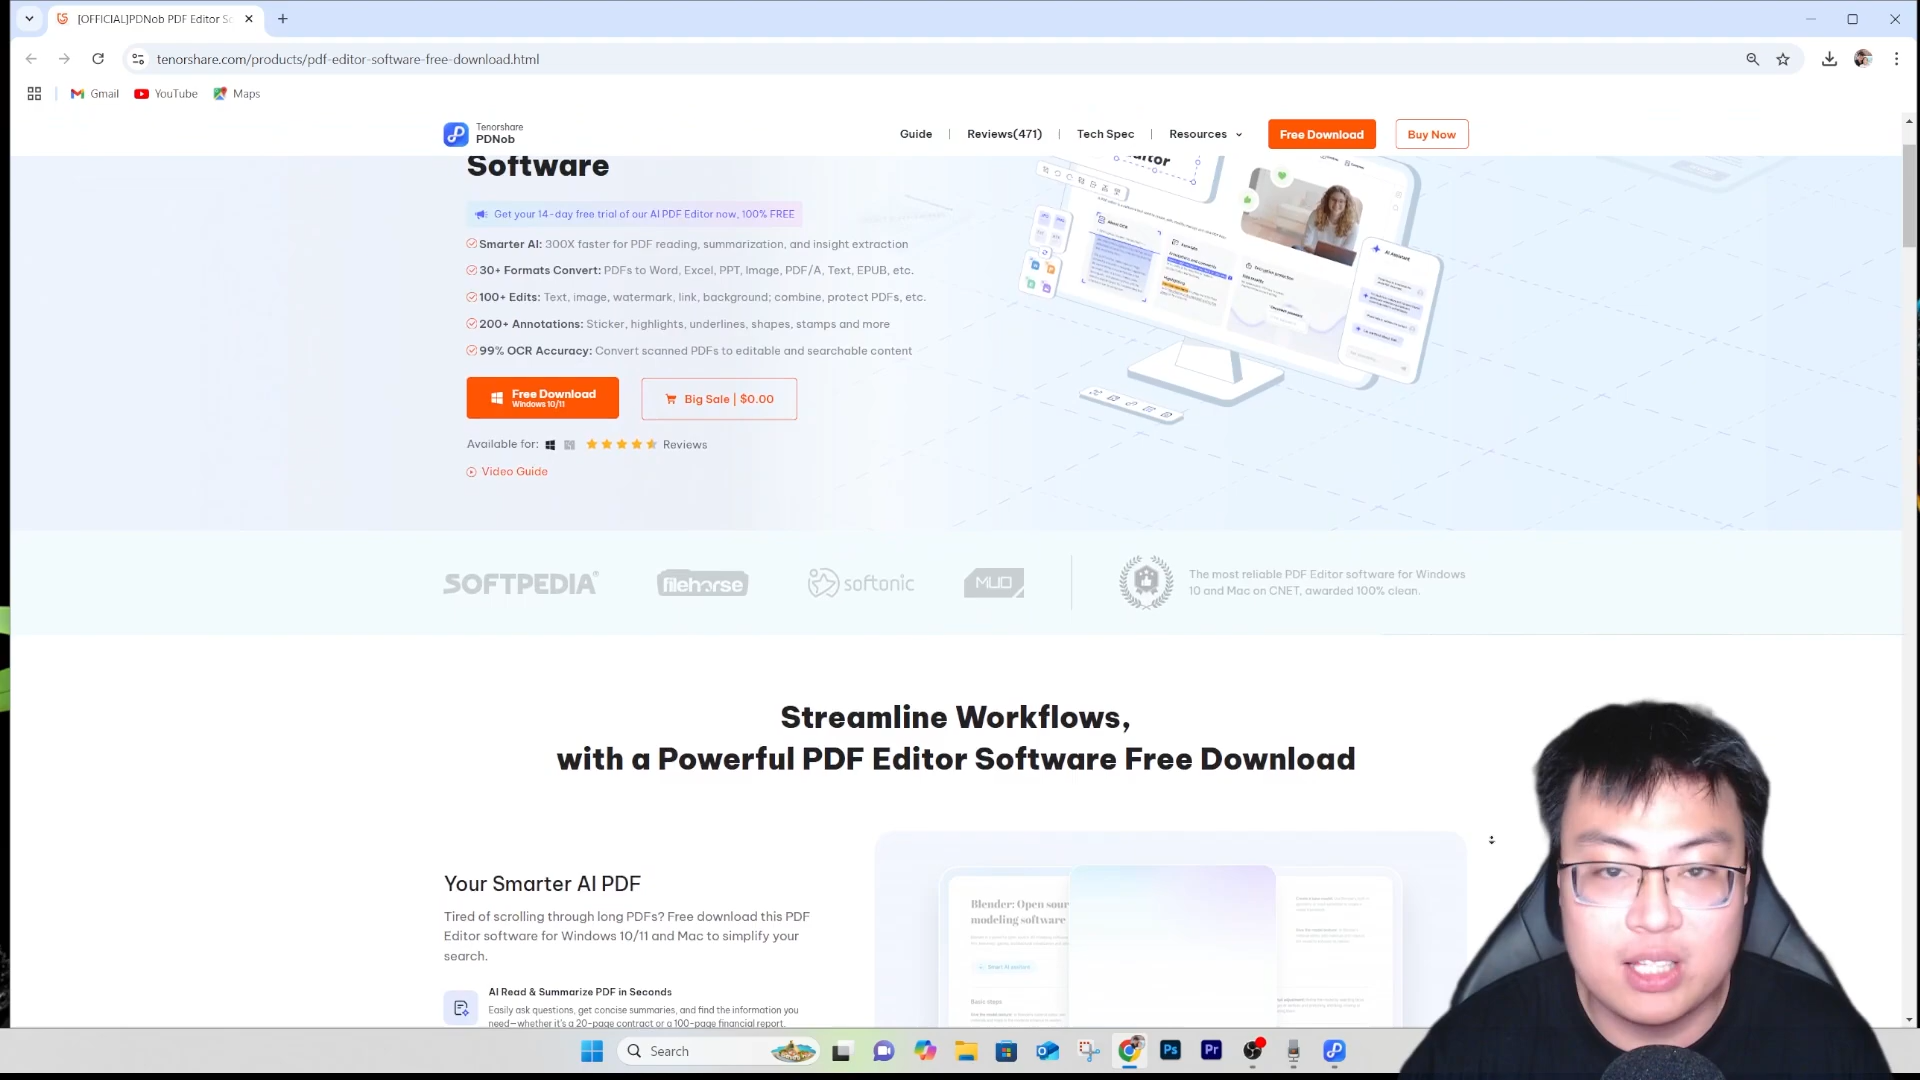 [OFFICIAL]PDNob PDF Editor So
tenorshare.com/products/pdf-editor-software-free-download.html
Gmail
YouTube
Maps
Tenorshare
PDNob
Guide
Reviews(471)
Tech Spec
Resources
Free Download
Buy Now
Software
Get your 14-day free trial of our AI PDF Editor now, 100% FREE
Smarter AI: 300X faster for PDF reading, summarization, and insight extraction
30+ Formats Convert: PDFs to Word, Excel, PPT, Image, PDF/A, Text, EPUB, etc.
100+ Edits: Text, image, watermark, link, background; combine, protect PDFs, etc.
200+ Annotations: Sticker, highlights, underlines, shapes, stamps and more
99% OCR Accuracy: Convert scanned PDFs to editable and searchable content
Free Download
Windows 10/11
Big Sale | $0.00
Available for:
Reviews
Video Guide
AI Assistant
SOFTPEDIA®
filehorse
softonic
MUO
The most reliable PDF Editor software for Windows
10 and Mac on CNET, awarded 100% clean.
Streamline Workflows,
with a Powerful PDF Editor Software Free Download
Your Smarter AI PDF
Tired of scrolling through long PDFs? Free download this PDF
Editor software for Windows 10/11 and Mac to simplify your
search.
AI Read & Summarize PDF in Seconds
Easily ask questions, get concise summaries, and find the information you
need—whether it's a 20-page contract or a 100-page financial report.
Blender: Open sour
modeling software
Basic steps
Search
Ps
Pr